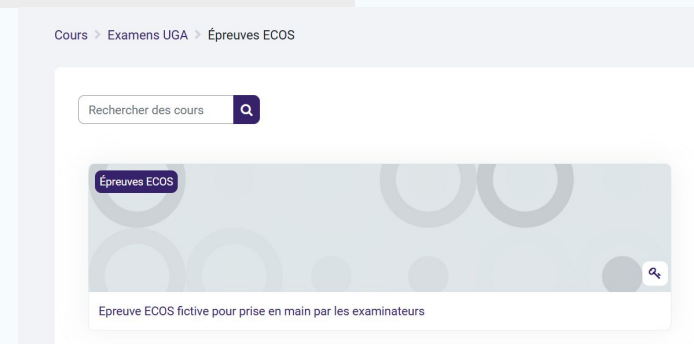 Cours > Examens UGA > Épreuves ECOS
Rechercher des cours
Épreuves ECOS
Epreuve ECOS fictive pour prise en main par les examinateurs